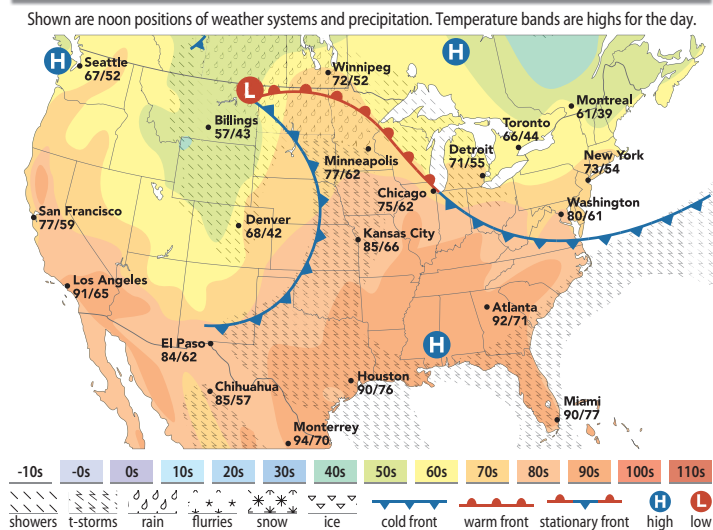 Shown are noon positions of weather systems and precipitation. Temperature bands are highs for the day.
H
Seattle
67/52
H
Winnipeg
72/52
L
Billings
57/43
Montreal
61/39
Toronto
66/44
Detroit
71/55
Minneapolis
77/62
New York
73/54
Chicago
75/62
Washington
80/61
San Francisco
77/59
Denver
68/42
Kansas City
85/66
Los Angeles
91/65
Atlanta
92/71
El Paso
84/62
H
Chihuahua
85/57
Houston
90/76
Miami
90/77
Monterrey
94/70
-10s -0s 0s 10s 20s 30s 40s 50s 60s 70s 80s 90s 100s 110s
H L
showers t-storms rain flurries snow ice cold front warm front stationary front high low